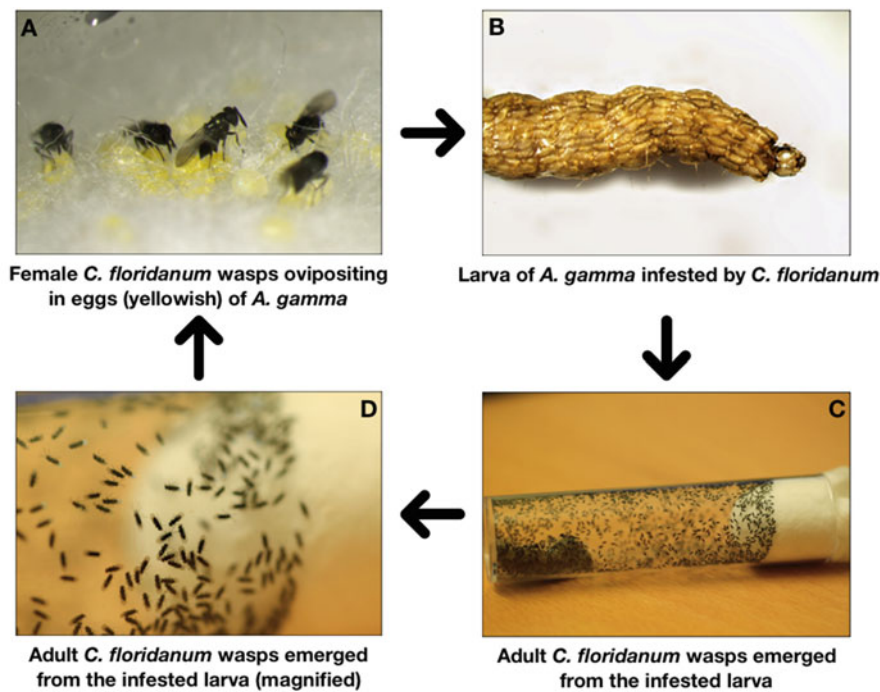 A
B
Female C. floridanum wasps ovipositing
in eggs (yellowish) of A. gamma
Larva of A. gamma infested by C. floridanum
D
C
Adult C. floridanum wasps emerged
from the infested larva (magnified)
Adult C. floridanum wasps emerged
from the infested larva